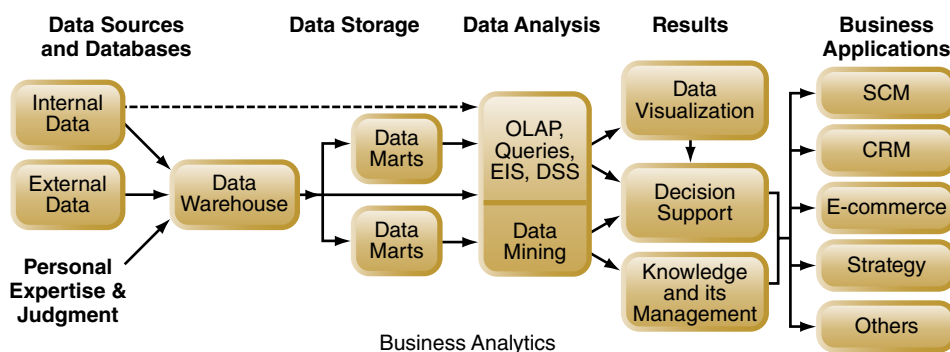 Data Sources
and Databases
Data Storage
Data Analysis
Results
Business
Applications
Internal
Data
External
Data
Personal
Expertise &
Judgment
Data
Warehouse
Data
Marts
Data
Marts
OLAP,
Queries,
EIS, DSS
Data
Mining
Data
Visualization
Decision
Support
Knowledge
and its
Management
SCM
CRM
E-commerce
Strategy
Others
Business Analytics